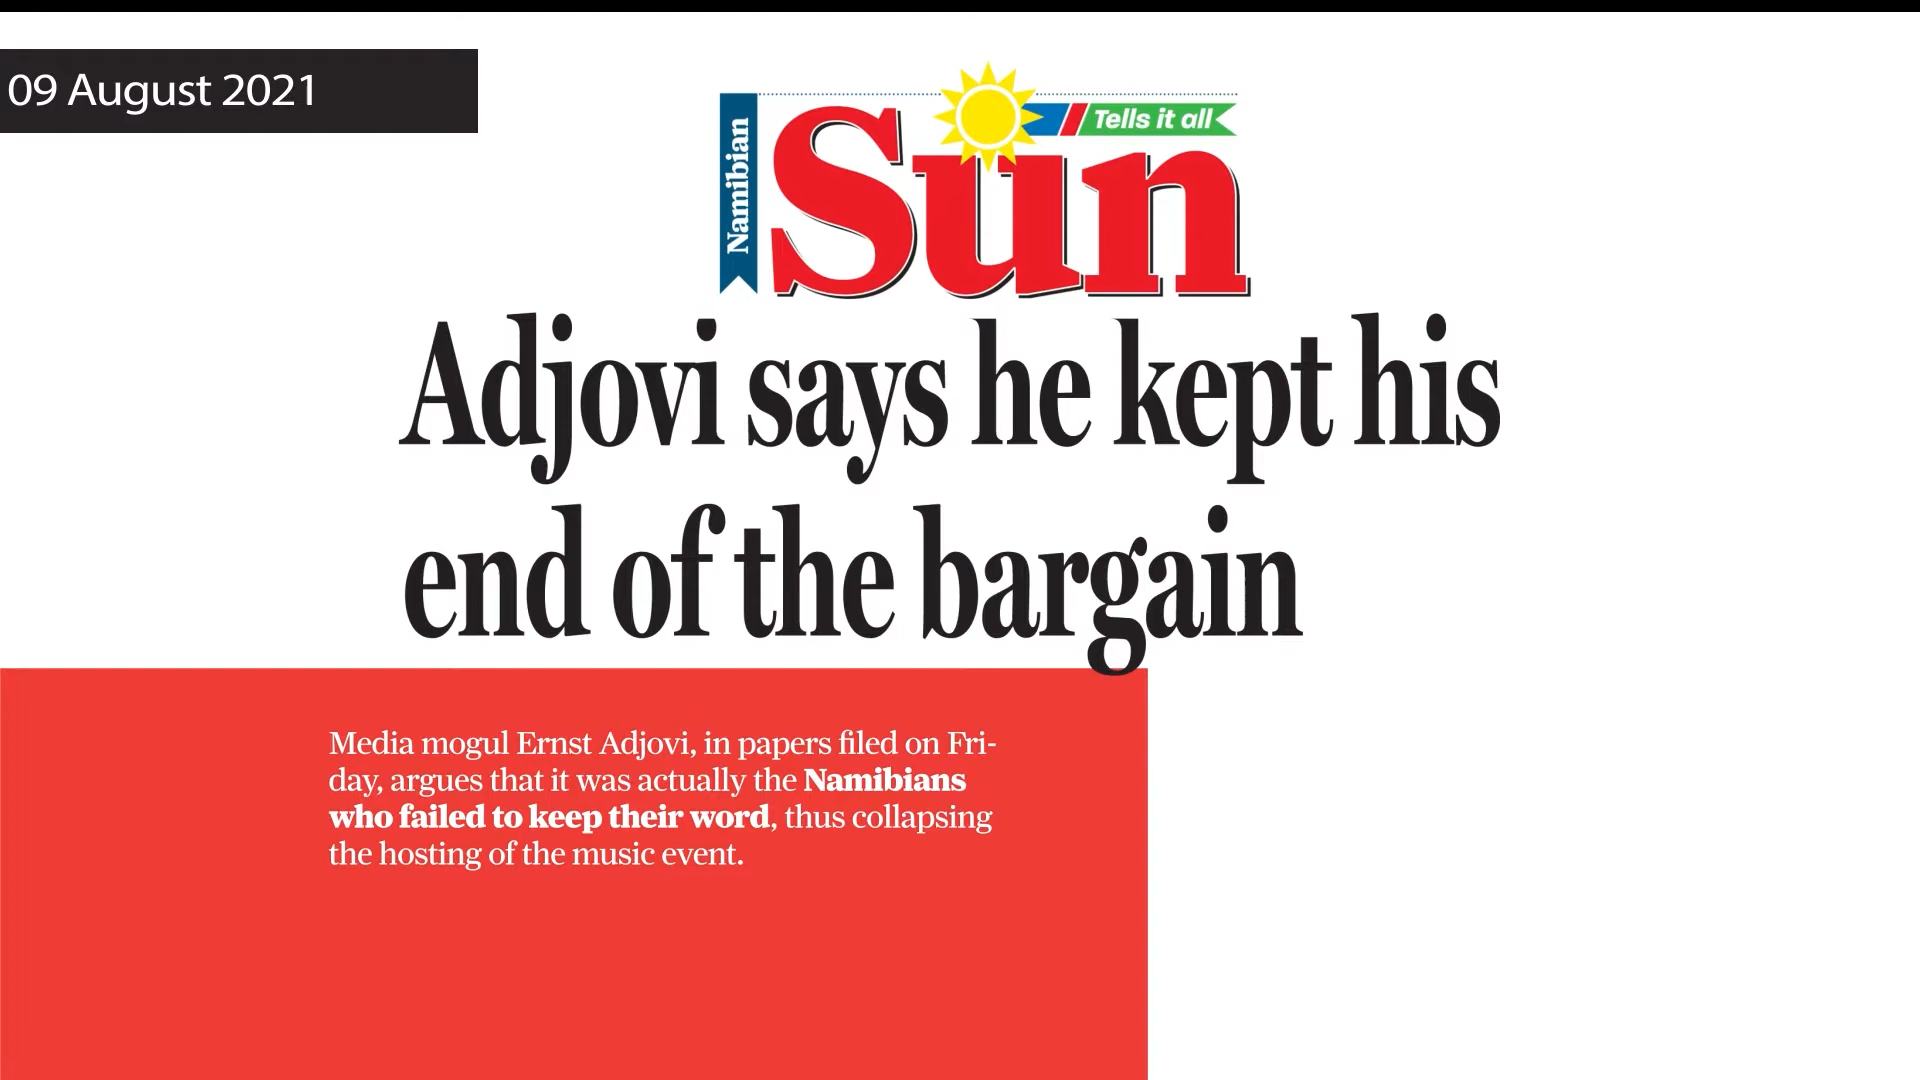 09 August 2021
Namibian
Sun
Tells it all
Adjovi says he kept his
end of the bargain
Media mogul Ernst Adjovi, in papers filed on Fri-
day, argues that it was actually the Namibians
who failed to keep their word, thus collapsing
the hosting of the music event.